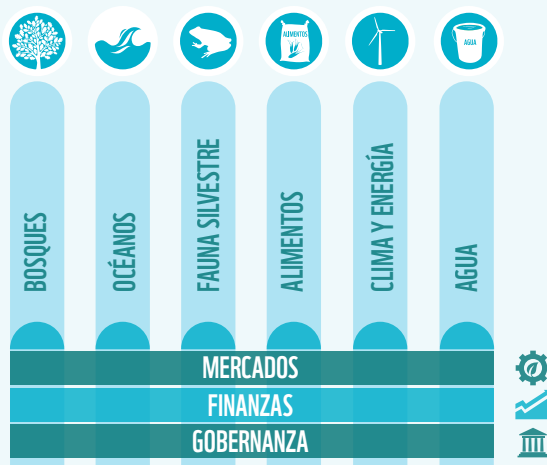 ALIMENTOS
AGUA
BOSQUES
OCÉANOS
FAUNA SILVESTRE
ALIMENTOS
CLIMA Y ENERGÍA
AGUA
MERCADOS
FINANZAS
GOBERNANZA